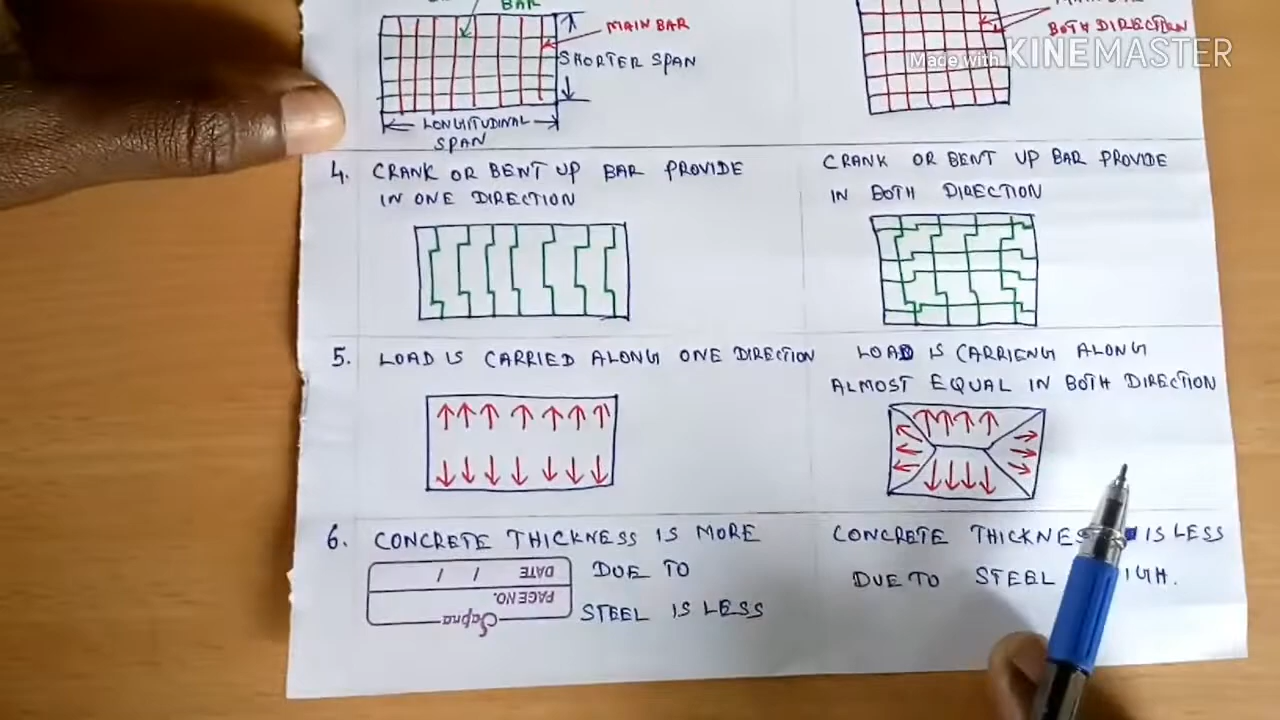 BAR
MAIN BAR
SHORTER SPAN
LONGITUDINAL
SPAN
BOTH DIRECTION
Made with KINEMASTER
4. CRANK OR BENT UP BAR PROVIDE
IN ONE DIRECTION
CRANK OR BENT UP BAR PROVIDE
IN BOTH DIRECTION
5. LOAD IS CARRIED ALONG ONE DIRECTION
LOAD IS CARRIENG ALONG
ALMOST EQUAL IN BOTH DIRECTION
6. CONCRETE THICKNESS IS MORE
DUE TO
STEEL IS LESS
CONCRETE THICKNES IS LESS
DUE TO STEEL IGH.
Sapna
PAGE NO.
DATE / /